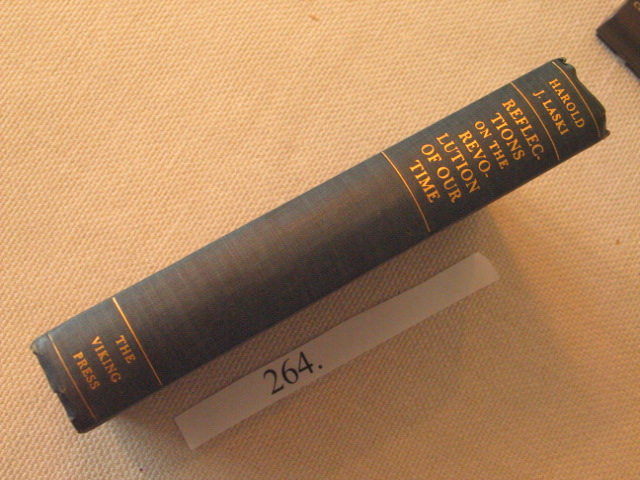 HAROLD
J. LASKI
REFLEC-
TIONS
ON THE
REVO-
LUTION
OF OUR
TIME
THE
VIKING
PRESS
264.